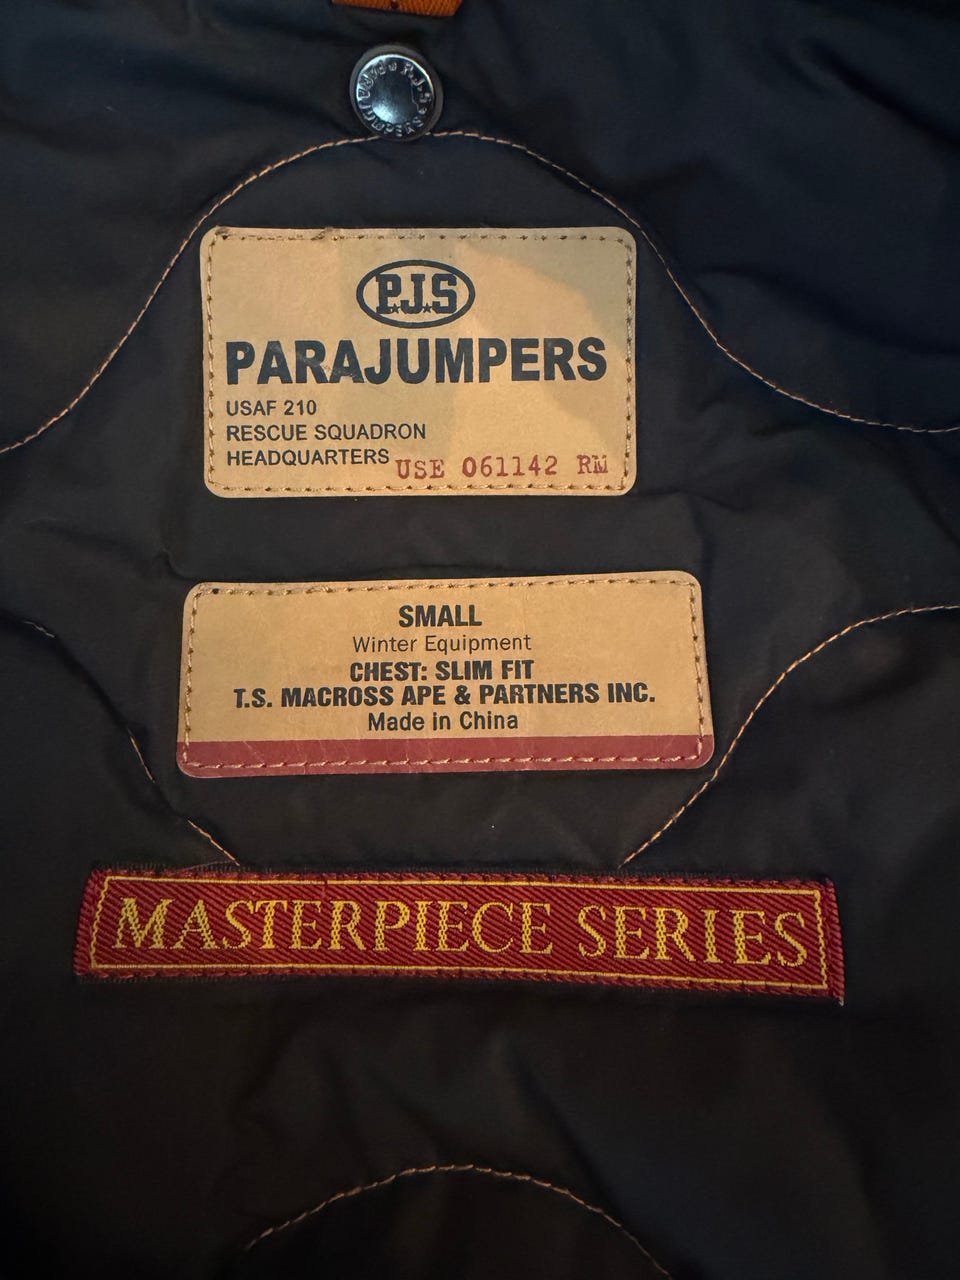 P.J.S
PARAJUMPERS
USAF 210
RESCUE SQUADRON
HEADQUARTERS USE 061142 RM
SMALL
Winter Equipment
CHEST: SLIM FIT
T.S. MACROSS APE & PARTNERS INC.
Made in China
MASTERPIECE SERIES